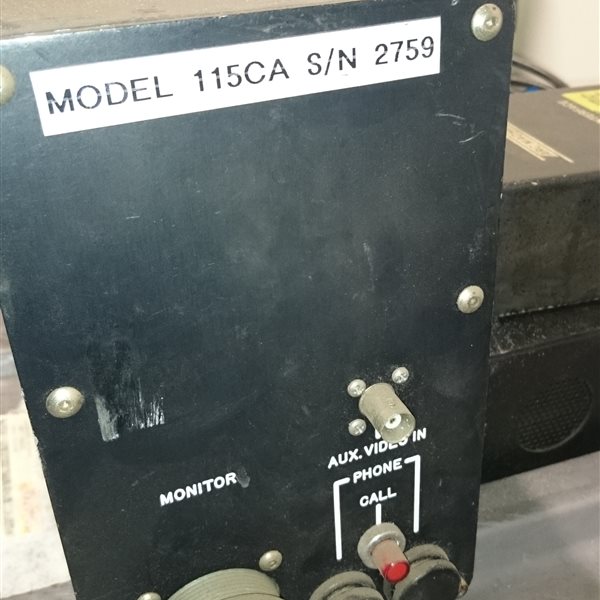 MODEL 115CA S/N 2759
AUX. VIDEO IN
PHONE
CALL
MONITOR